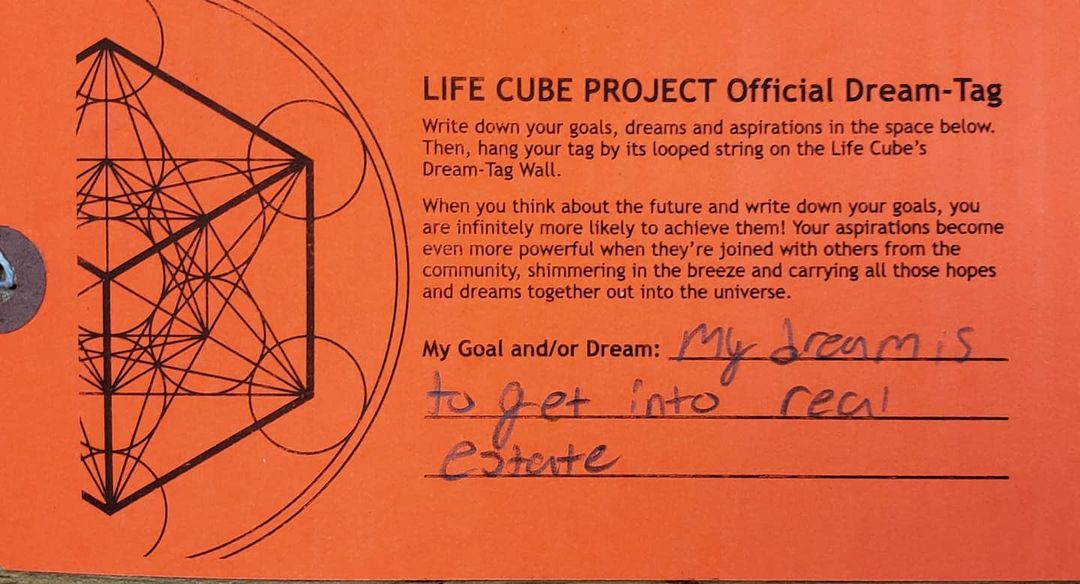 LIFE CUBE PROJECT Official Dream-Tag
Write down your goals, dreams and aspirations in the space below.
Then, hang your tag by its looped string on the Life Cube's
Dream-Tag Wall.
When you think about the future and write down your goals, you
are infinitely more likely to achieve them! Your aspirations become
even more powerful when they're joined with others from the
community, shimmering in the breeze and carrying all those hopes
and dreams together out into the universe.
My Goal and/or Dream: My dream is
to get into real
estate